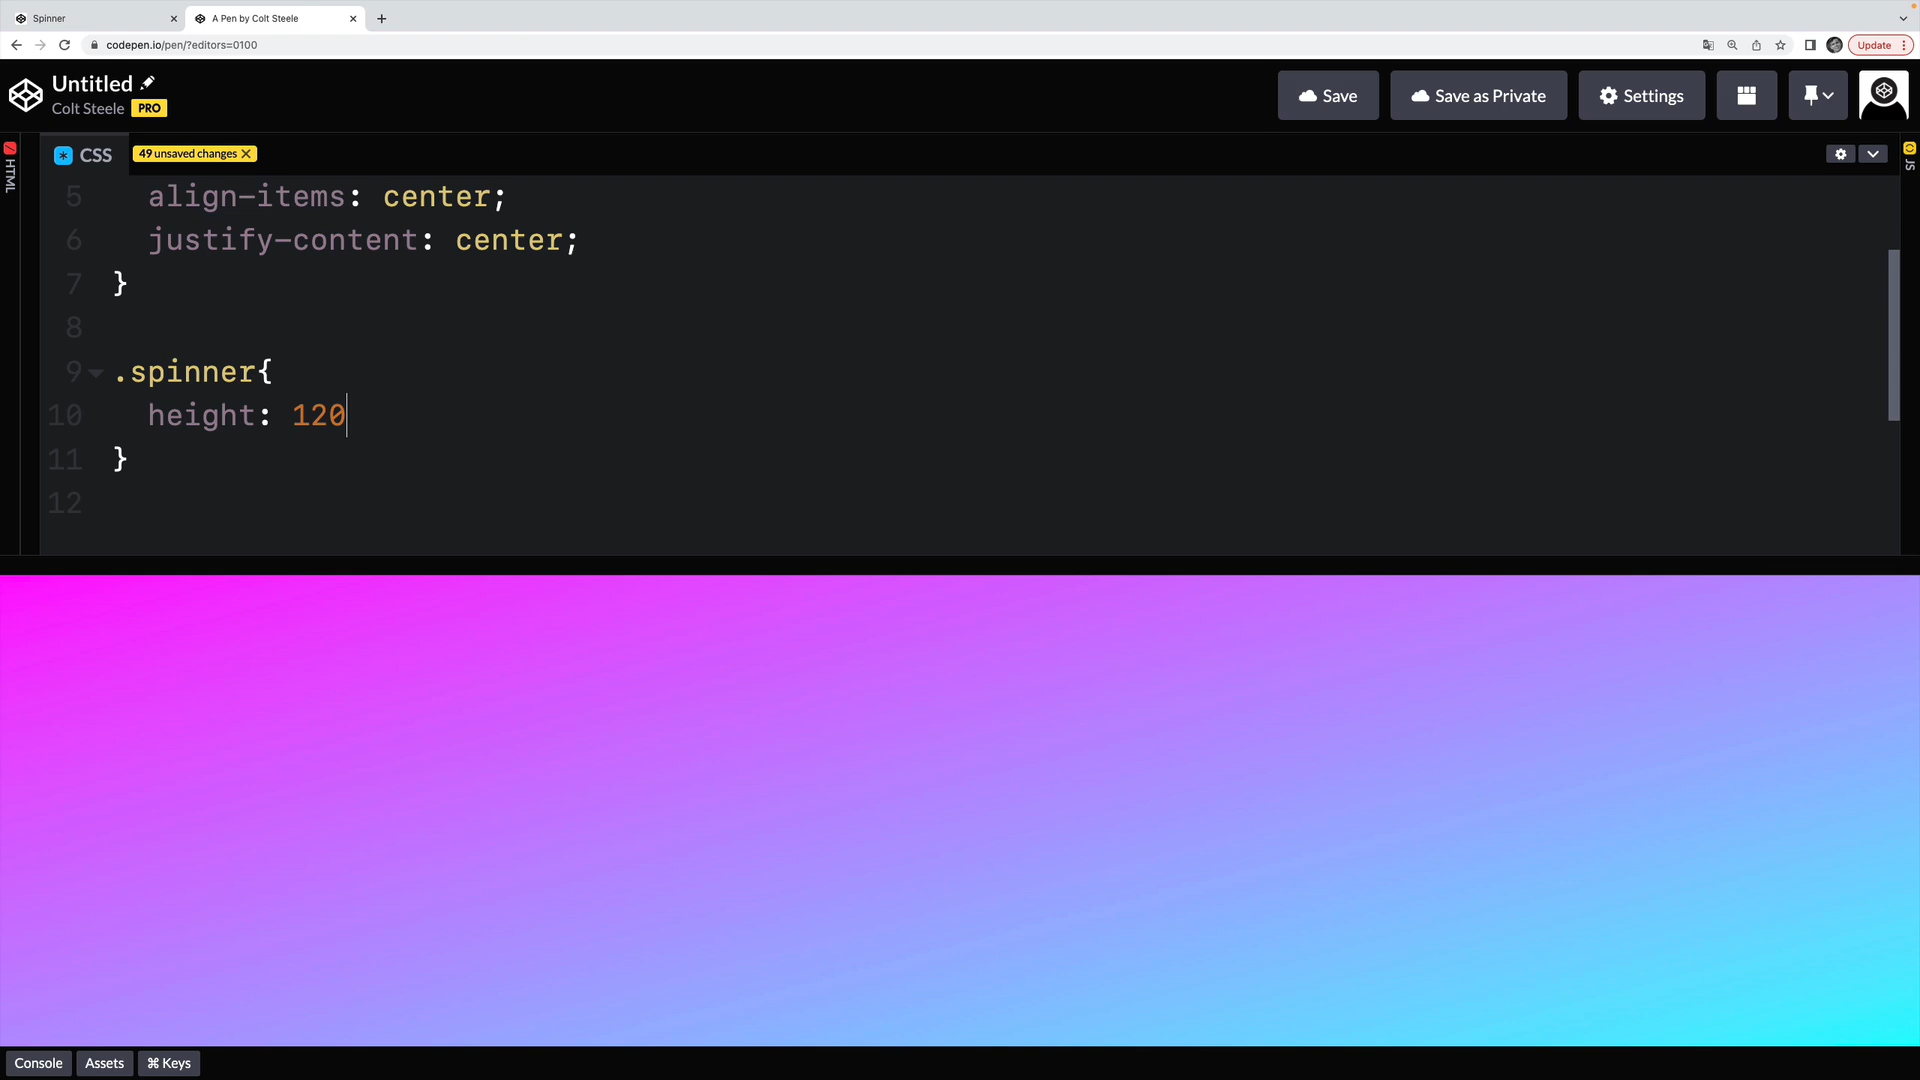 Spinner
A Pen by Colt Steele
codepen.io/pen/?editors=0100
Update
Untitled
Colt Steele PRO
Save
Save as Private
Settings
HTML
CSS
49 unsaved changes
JS
5 align-items: center;
6 justify-content: center;
7 }
8
9 .spinner{
10 height: 120
11 }
12
Console
Assets
⌘ Keys